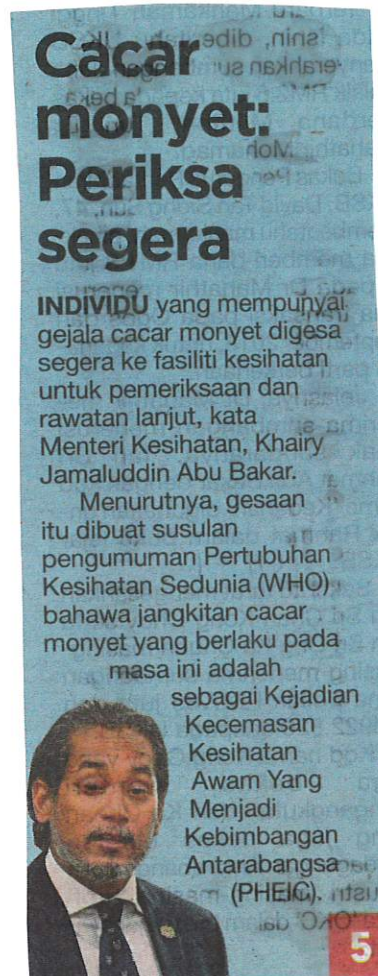 Cacar
monyet:
Periksa
segera
INDIVIDU yang mempunyai
gejala cacar monyet digesa
segera ke fasiliti kesihatan
untuk pemeriksaan dan
rawatan lanjut, kata
Menteri Kesihatan, Khairy
Jamaluddin Abu Bakar.
Menurutnya, gesaan
itu dibuat susulan
pengumuman Pertubuhan
Kesihatan Sedunia (WHO)
bahawa jangkitan cacar
monyet yang berlaku pada
masa ini adalah
sebagai Kejadian
Kecemasan
Kesihatan
Awam Yang
Menjadi
Kebimbangan
Antarabangsa
(PHEIC).
5